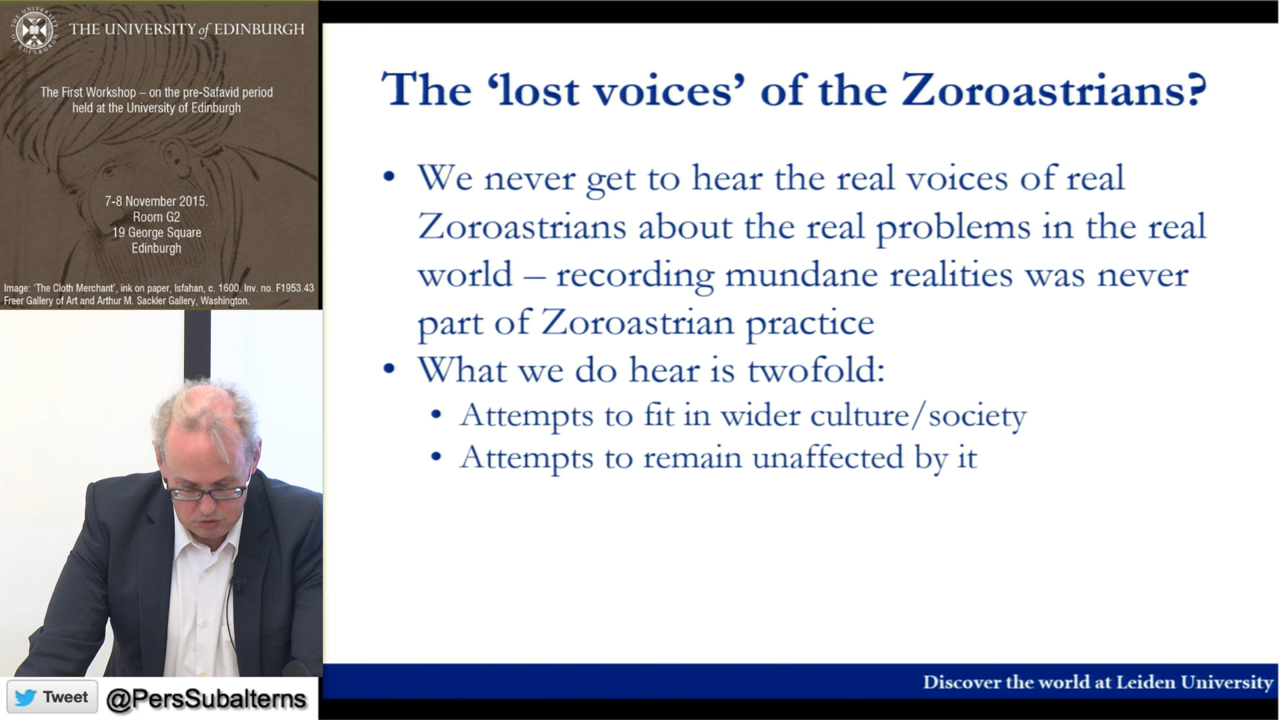 THE UNIVERSITY of EDINBURGH
The First Workshop – on the pre-Safavid period
held at the University of Edinburgh
7-8 November 2015.
Room G2
19 George Square
Edinburgh
Image: 'The Cloth Merchant', ink on paper, Isfahan, c. 1600. Inv. no. F1953.43
Freer Gallery of Art and Arthur M. Sackler Gallery, Washington.
Tweet @PersSubalterns
The ‘lost voices’ of the Zoroastrians?
• We never get to hear the real voices of real
Zoroastrians about the real problems in the real
world – recording mundane realities was never
part of Zoroastrian practice
• What we do hear is twofold:
• Attempts to fit in wider culture/society
• Attempts to remain unaffected by it
Discover the world at Leiden University